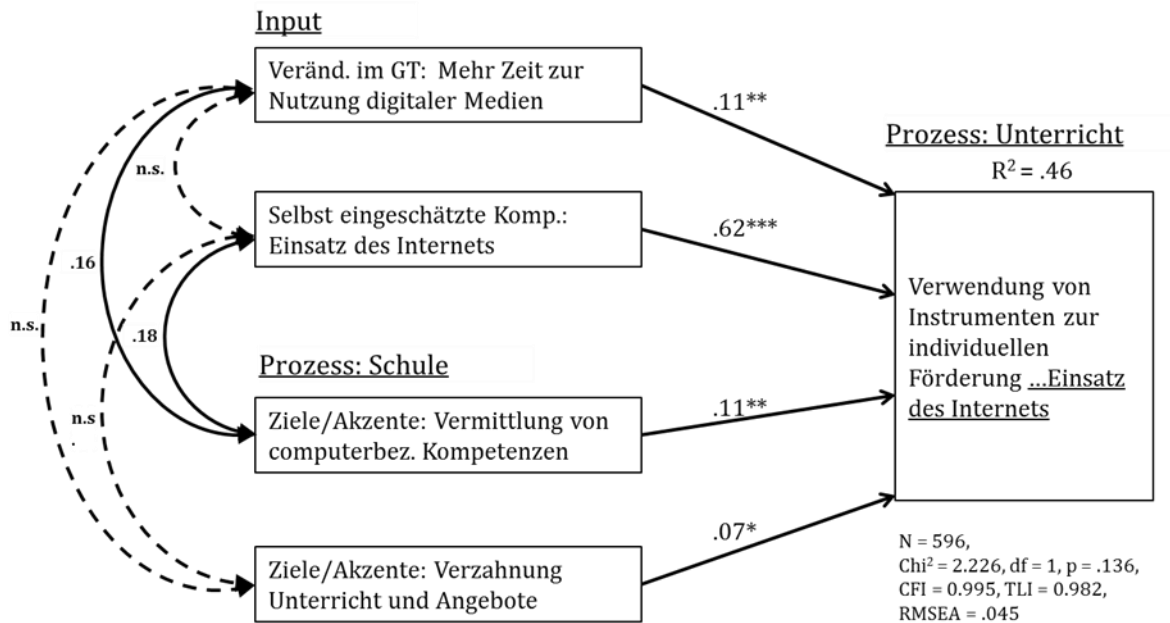 Input
Veränd. im GT: Mehr Zeit zur
Nutzung digitaler Medien
.11**
Prozess: Unterricht
R² = .46
n.s.
Selbst eingeschätzte Komp.:
Einsatz des Internets
.62***
.16
n.s.
.18
Verwendung von
Instrumenten zur
individuellen
Förderung ...Einsatz
des Internets
Prozess: Schule
n.s
.
Ziele/Akzente: Vermittlung von
computerbez. Kompetenzen
.11**
.07*
Ziele/Akzente: Verzahnung
Unterricht und Angebote
N = 596,
Chi² = 2.226, df = 1, p = .136,
CFI = 0.995, TLI = 0.982,
RMSEA = .045